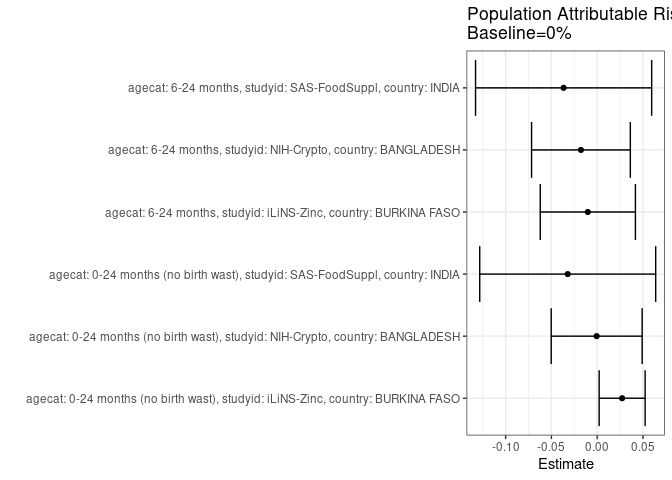 Population Attributable Ris
Baseline=0%
agecat: 6-24 months, studyid: SAS-FoodSuppl, country: INDIA
agecat: 6-24 months, studyid: NIH-Crypto, country: BANGLADESH
agecat: 6-24 months, studyid: iLiNS-Zinc, country: BURKINA FASO
agecat: 0-24 months (no birth wast), studyid: SAS-FoodSuppl, country: INDIA
agecat: 0-24 months (no birth wast), studyid: NIH-Crypto, country: BANGLADESH
agecat: 0-24 months (no birth wast), studyid: iLiNS-Zinc, country: BURKINA FASO
-0.10 -0.05 0.00 0.05
Estimate